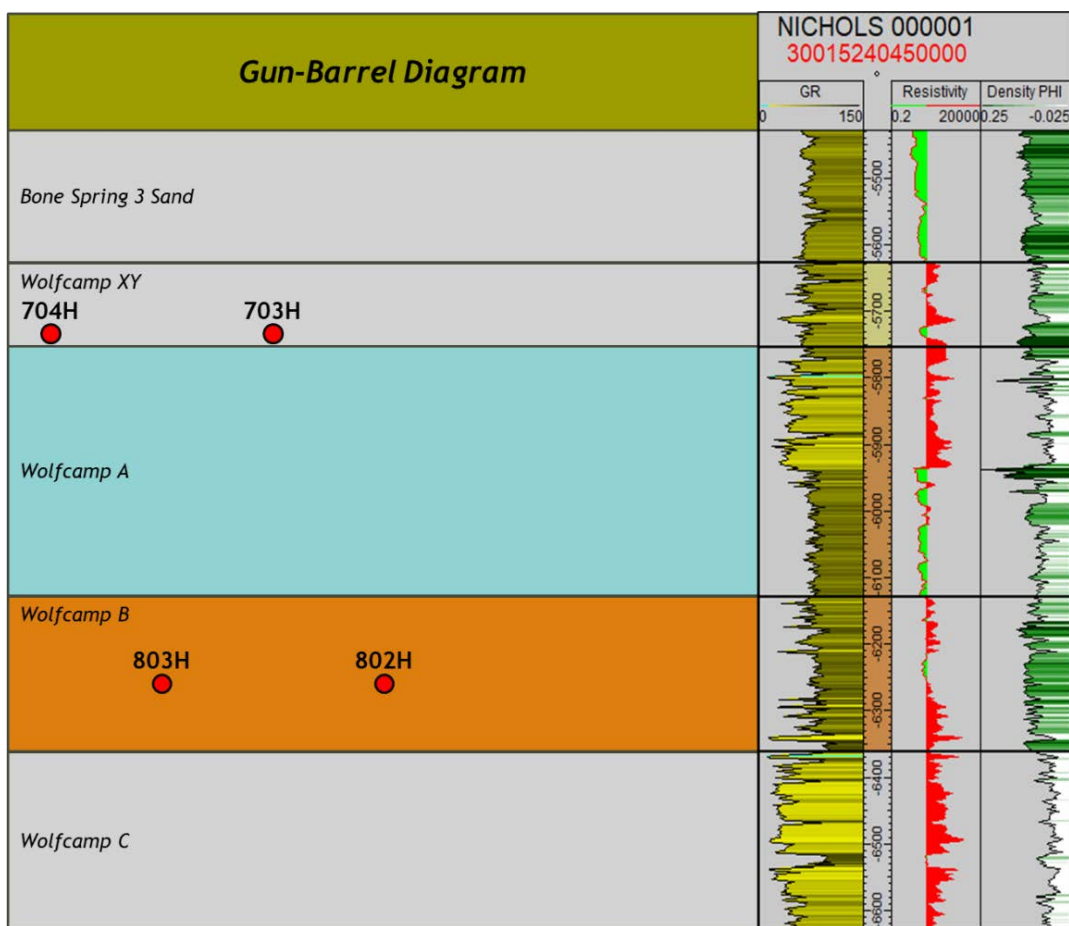 Gun-Barrel Diagram
NICHOLS 000001
30015240450000
GR
Resistivity
Density PHI
0 150
0.2 20000
0.25 -0.025
Bone Spring 3 Sand
-5500
-5600
Wolfcamp XY
704H 703H
-5700
Wolfcamp A
-5800
-5900
-6000
-6100
Wolfcamp B
803H 802H
-6200
-6300
Wolfcamp C
-6400
-6500
-6600